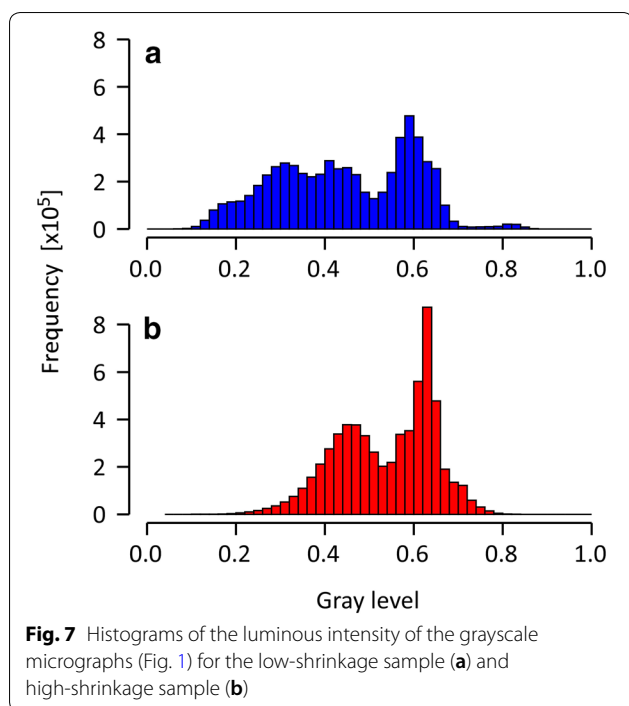 8
a
6
4
2
0
0.0 0.2 0.4 0.6 0.8 1.0
Frequency [x10⁵]
8
b
6
4
2
0
0.0 0.2 0.4 0.6 0.8 1.0
Gray level
Fig. 7 Histograms of the luminous intensity of the grayscale
micrographs (Fig. 1) for the low-shrinkage sample (a) and
high-shrinkage sample (b)